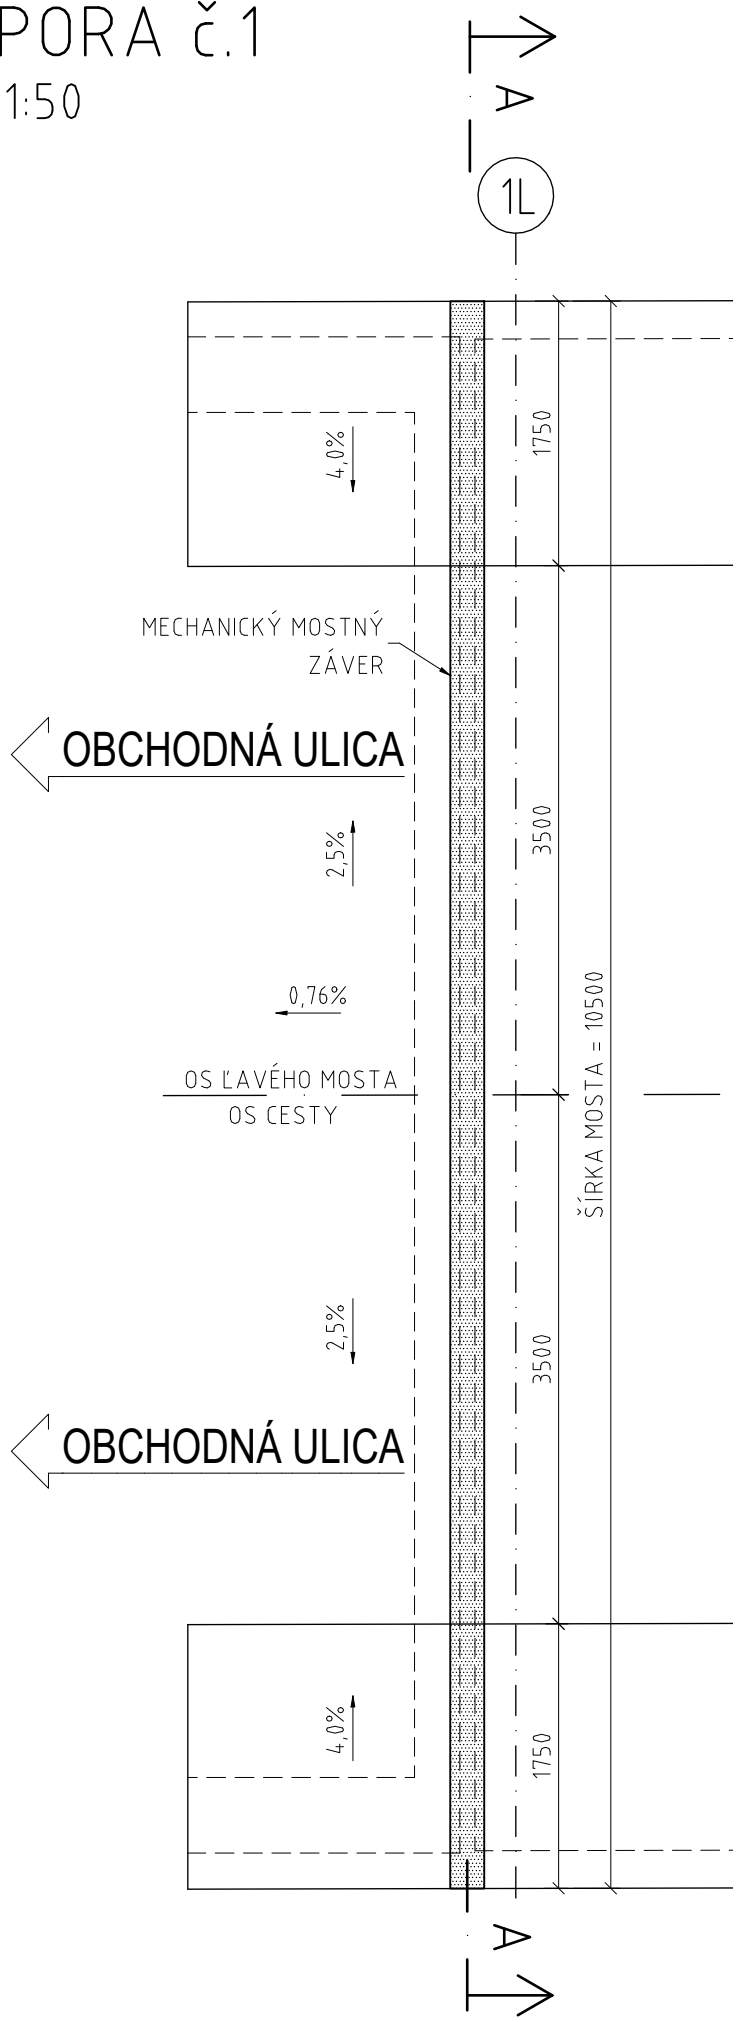 PORA č.1
1:50
A
1L
1750
4,0%
MECHANICKÝ MOSTNÝ
ZÁVER
OBCHODNÁ ULICA
3500
2,5%
0,76%
ŠÍRKA MOSTA = 10500
OS ĽAVÉHO MOSTA
OS CESTY
2,5%
3500
OBCHODNÁ ULICA
4,0%
1750
A